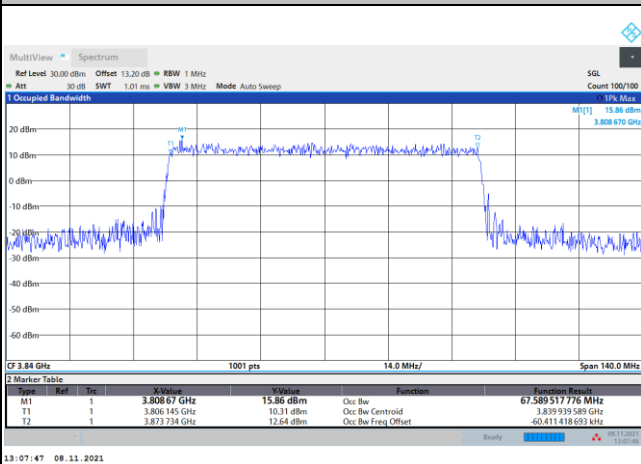 MultiView Spectrum
Ref Level 30.00 dBm Offset 13.20 dB RBW 1 MHz SGL
Att 30 dB SWT 1.01 ms VBW 3 MHz Mode Auto Sweep Count 100/100
1 Occupied Bandwidth 1Pk Max
M1[1] 15.86 dBm
3.808 670 GHz
20 dBm
M1
T1
T2
10 dBm
0 dBm
-10 dBm
-20 dBm
-30 dBm
-40 dBm
-50 dBm
-60 dBm
CF 3.84 GHz 1001 pts 14.0 MHz/ Span 140.0 MHz
2 Marker Table
Type Ref Trc X-Value Y-Value Function Function Result
M1 1 3.808 67 GHz 15.86 dBm Occ Bw 67.589 517 776 MHz
T1 1 3.806 145 GHz 10.31 dBm Occ Bw Centroid 3.839 939 589 GHz
T2 1 3.873 734 GHz 12.64 dBm Occ Bw Freq Offset -60.411 418 693 kHz
Ready 08.11.2021
13:07:46
13:07:47 08.11.2021